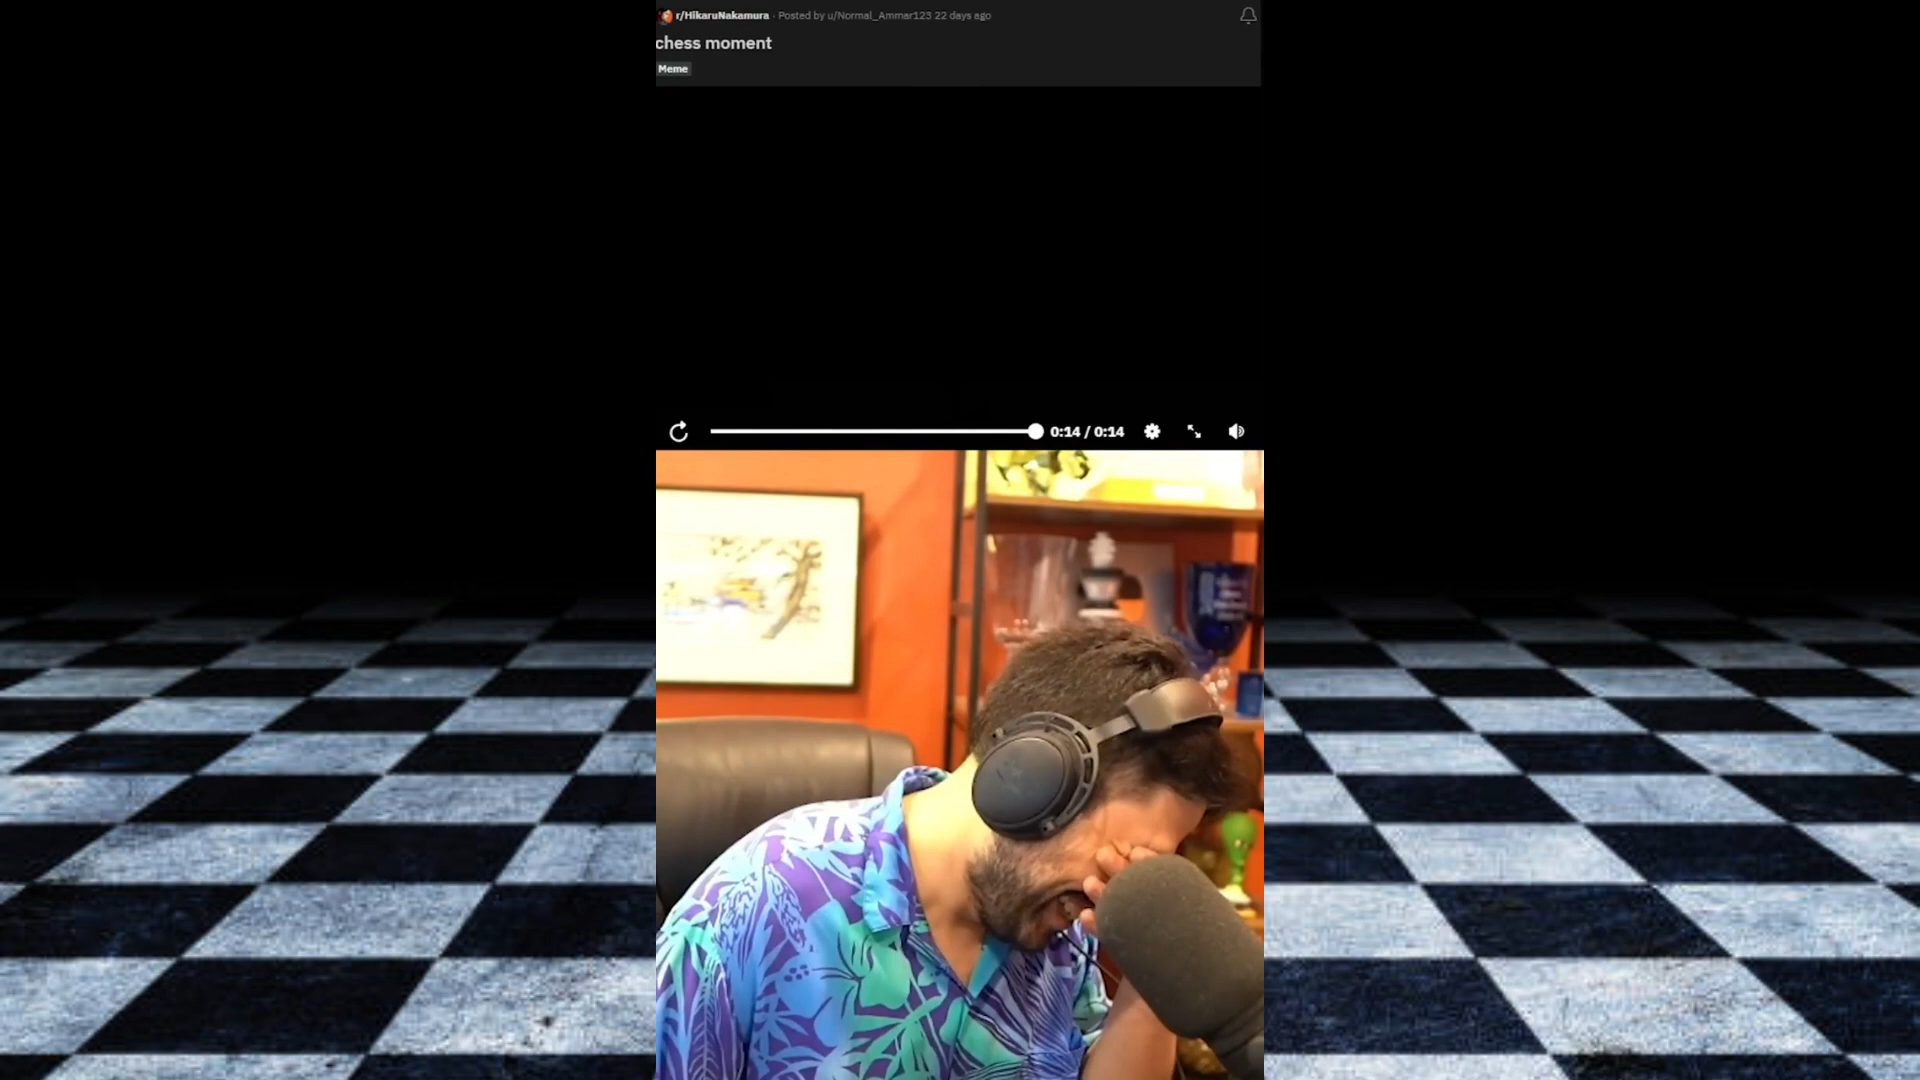 r/HikaruNakamura · Posted by u/Normal_Ammar123 22 days ago
chess moment
Meme
0:14 / 0:14